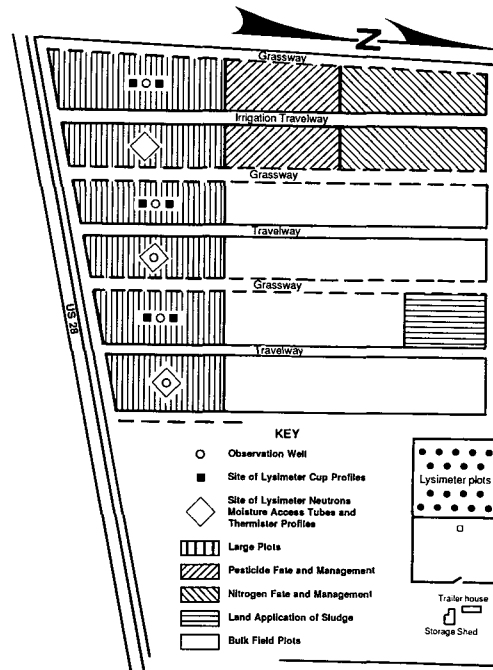 N
Grassway
Irrigation Travelway
Grassway
Travelway
Grassway
Travelway
US 28
KEY
Observation Well
Site of Lysimeter Cup Profiles
Site of Lysimeter Neutrons
Moisture Access Tubes and
Thermister Profiles
Large Plots
Pesticide Fate and Management
Nitrogen Fate and Management
Land Application of Sludge
Bulk Field Plots
Lysimeter plots
Trailer house
Storage Shed